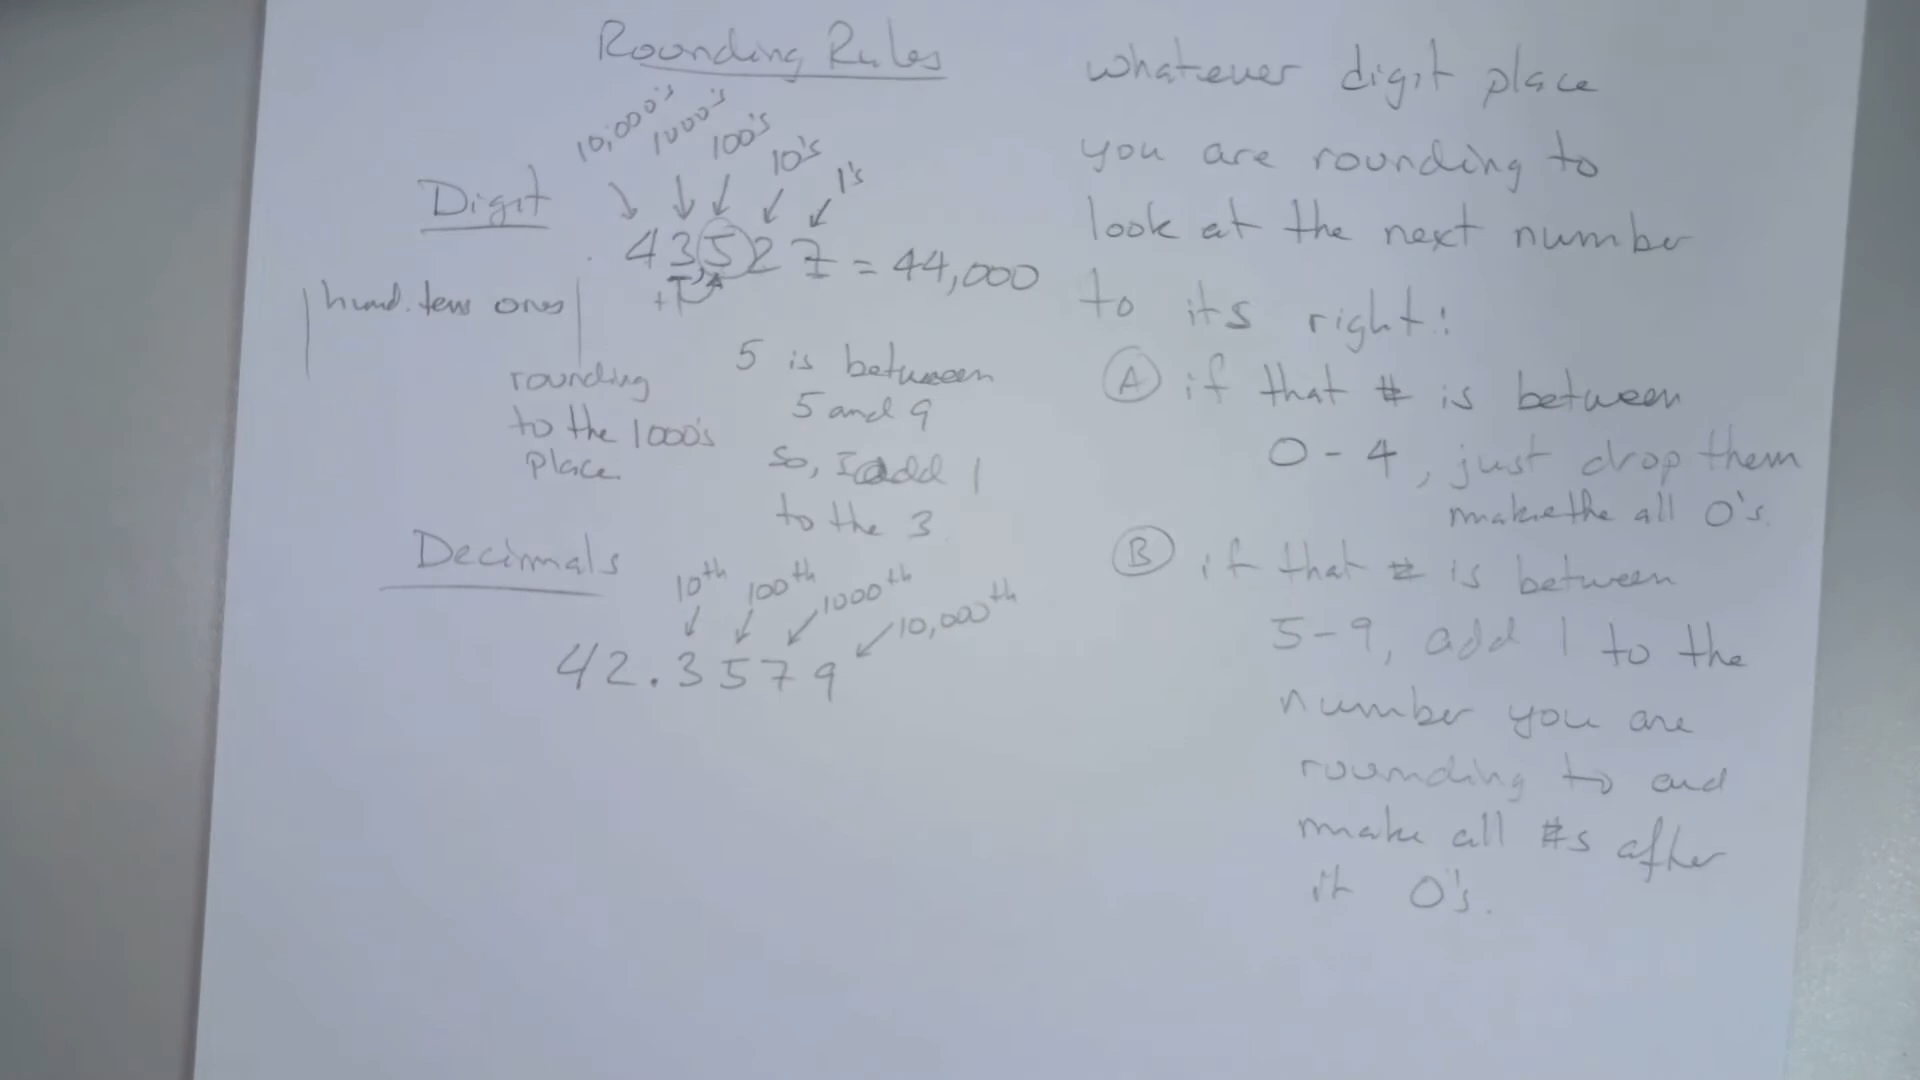 Rounding Rules
10,000's 1000's 100's 10's 1's
Digit
43527 = 44,000
+1
hund. tens ones
rounding
to the 1000's
place.
5 is between
5 and 9
so, I add 1
to the 3
Decimals
10th 100th 1000th 10,000th
42.3579
whatever digit place
you are rounding to
look at the next number
to its right:
A if that # is between
0-4, just drop them
make the all 0's.
B if that # is between
5-9, add 1 to the
number you are
rounding to and
make all #s after
it 0's.